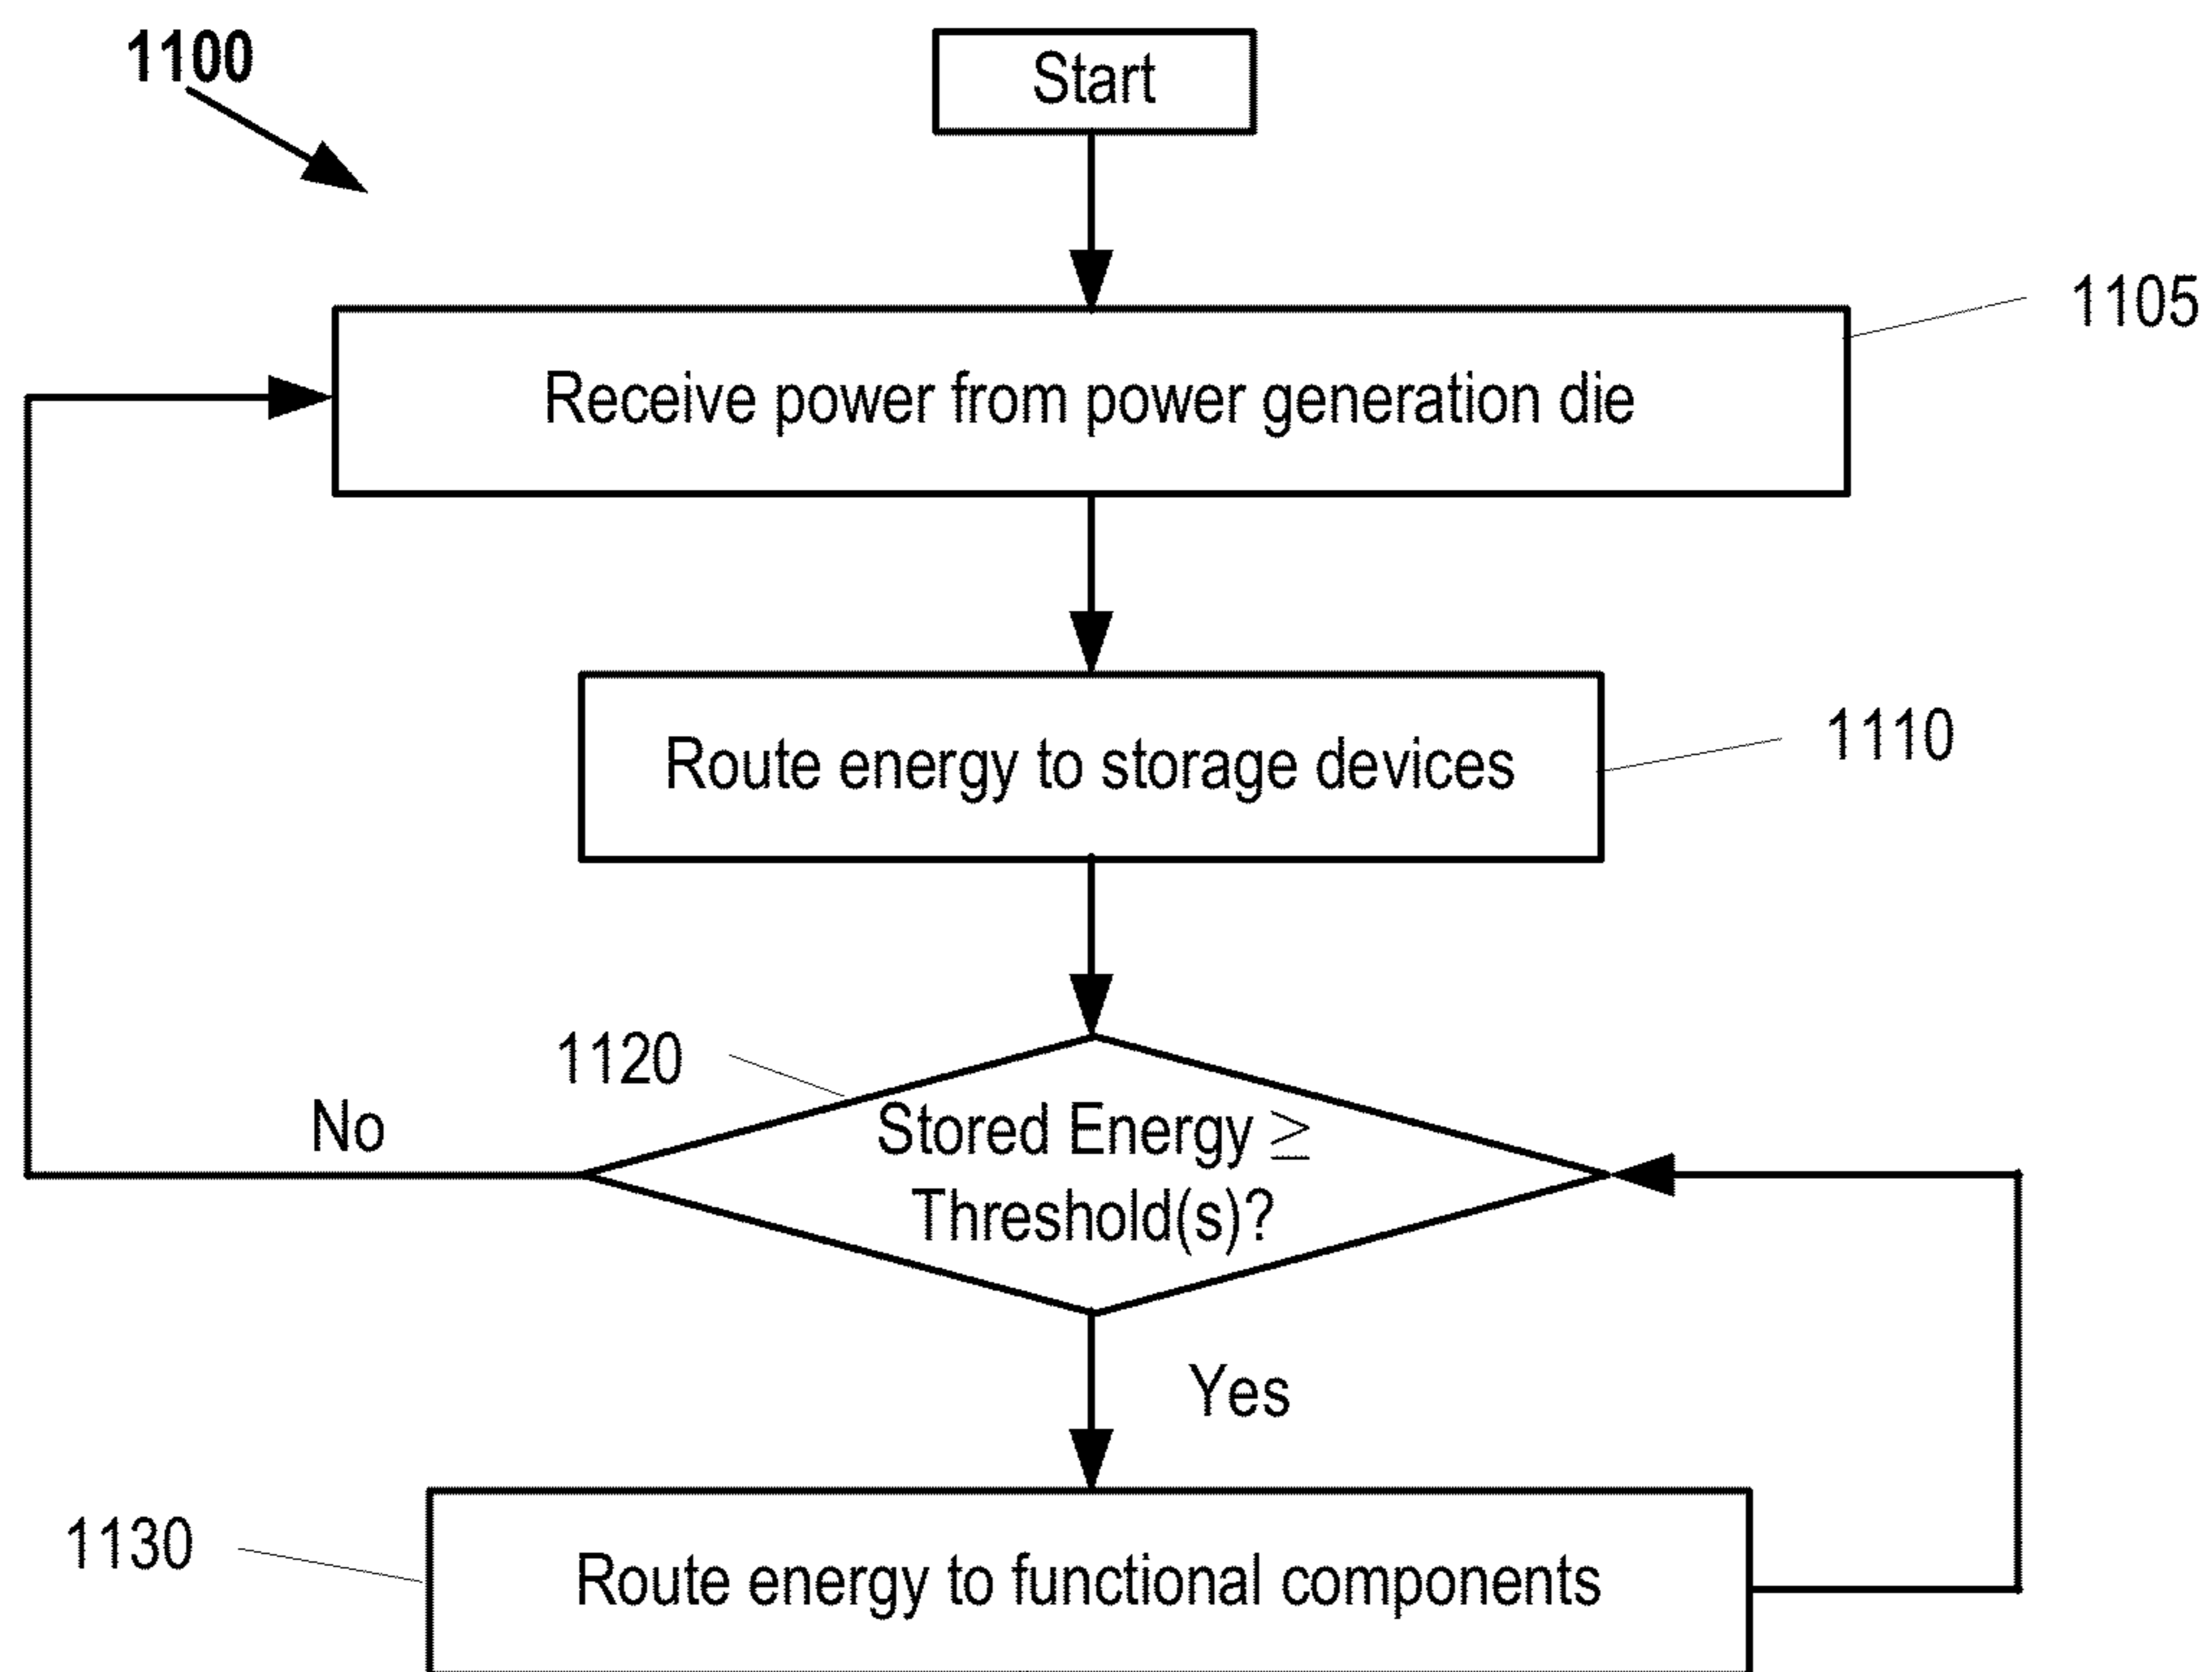 1100
Start
1105
Receive power from power generation die
Route energy to storage devices
1110
1120
No
Stored Energy ≥
Threshold(s)?
Yes
1130
Route energy to functional components